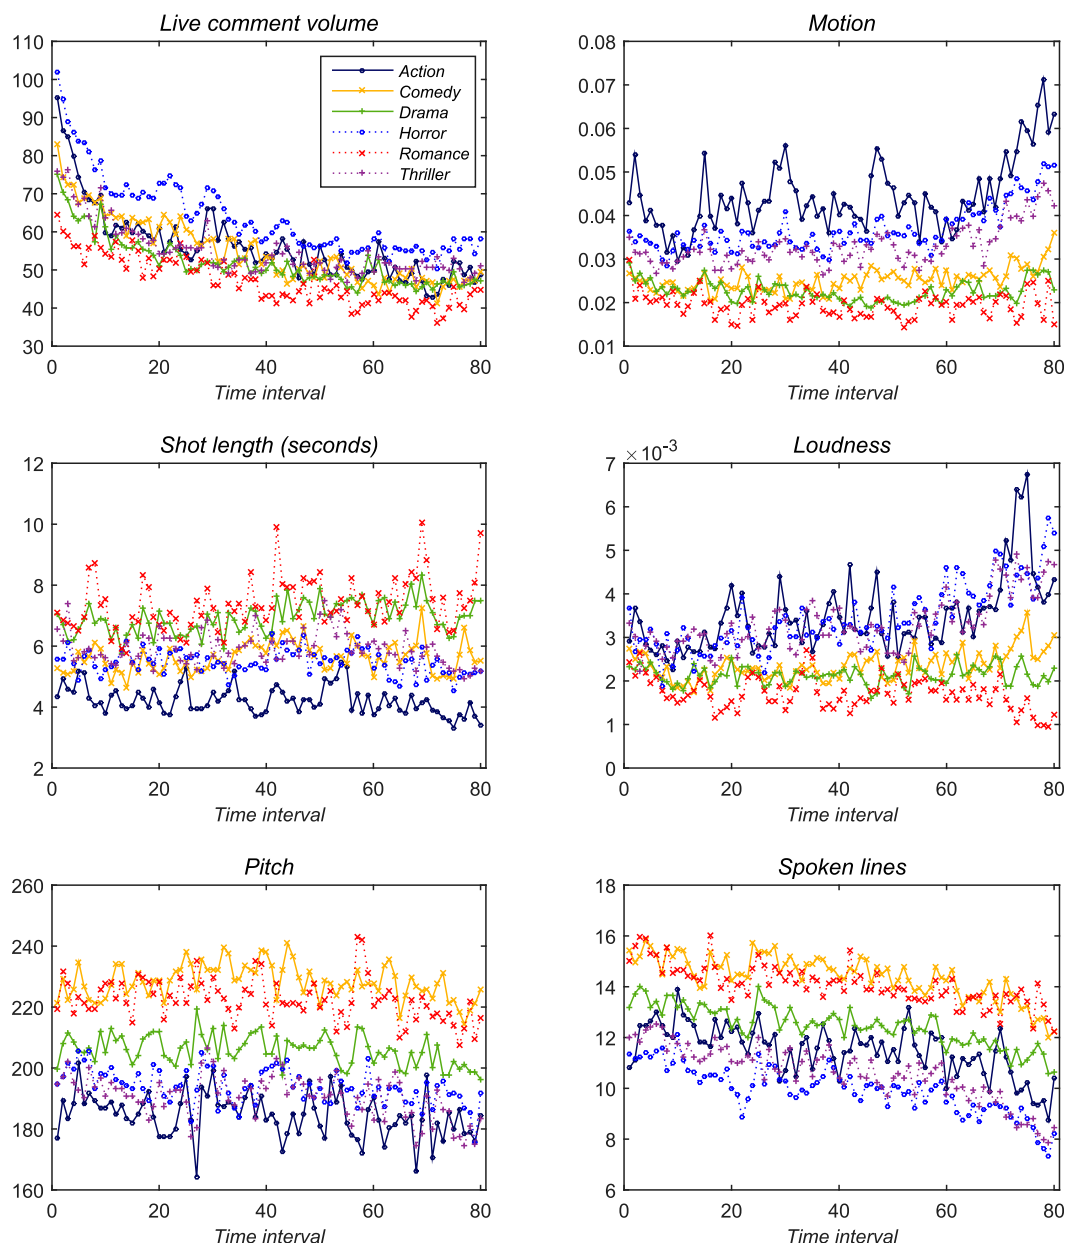 Live comment volume
110
100
90
80
70
60
50
40
30
0 20 40 60 80
Time interval
Action
Comedy
Drama
Horror
Romance
Thriller
Motion
0.08
0.07
0.06
0.05
0.04
0.03
0.02
0.01
0 20 40 60 80
Time interval
Shot length (seconds)
12
10
8
6
4
2
0 20 40 60 80
Time interval
Loudness
× 10⁻³
7
6
5
4
3
2
1
0
0 20 40 60 80
Time interval
Pitch
260
240
220
200
180
160
0 20 40 60 80
Time interval
Spoken lines
18
16
14
12
10
8
6
0 20 40 60 80
Time interval